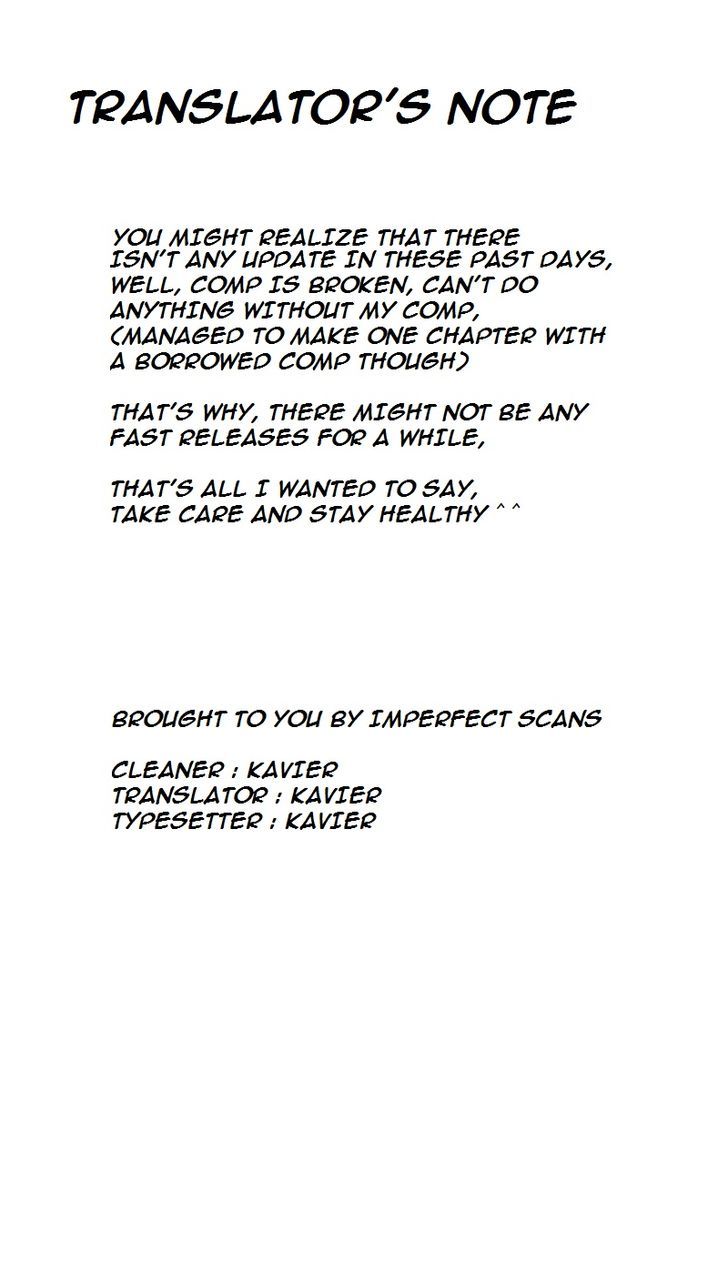 TRANSLATOR'S NOTE
YOU MIGHT REALIZE THAT THERE
ISN'T ANY UPDATE IN THESE PAST DAYS,
WELL, COMP IS BROKEN, CAN'T DO
ANYTHING WITHOUT MY COMP,
(MANAGED TO MAKE ONE CHAPTER WITH
A BORROWED COMP THOUGH)
THAT'S WHY, THERE MIGHT NOT BE ANY
FAST RELEASES FOR A WHILE,
THAT'S ALL I WANTED TO SAY,
TAKE CARE AND STAY HEALTHY ^ ^
BROUGHT TO YOU BY IMPERFECT SCANS
CLEANER : KAVIER
TRANSLATOR : KAVIER
TYPESETTER : KAVIER